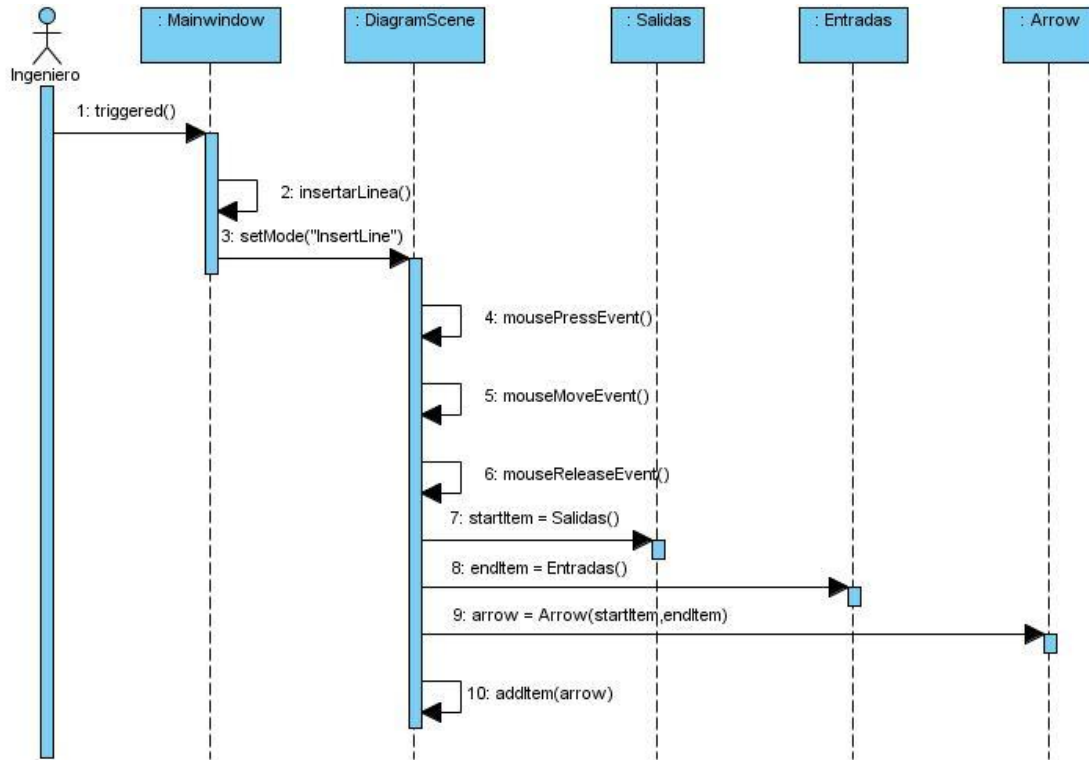 : Mainwindow
: DiagramScene
: Salidas
: Entradas
: Arrow
Ingeniero
1: triggered()
2: insertarLinea()
3: setMode("InsertLine")
4: mousePressEvent()
5: mouseMoveEvent()
6: mouseReleaseEvent()
7: startItem = Salidas()
8: endItem = Entradas()
9: arrow = Arrow(startItem,endItem)
10: addItem(arrow)